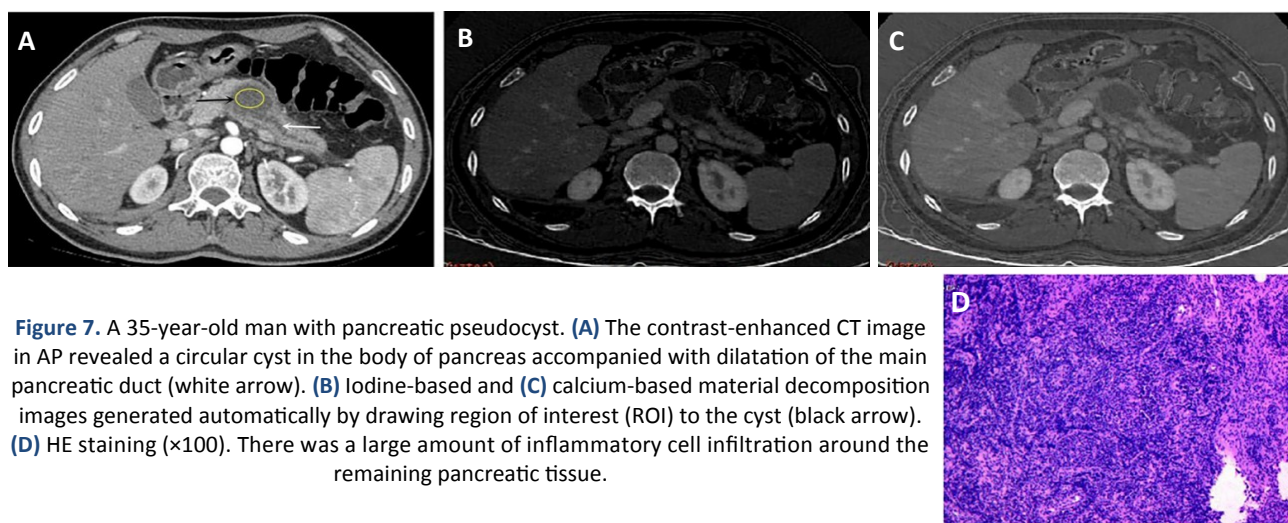 A
B
C
Figure 7. A 35-year-old man with pancreatic pseudocyst. (A) The contrast-enhanced CT image
in AP revealed a circular cyst in the body of pancreas accompanied with dilatation of the main
pancreatic duct (white arrow). (B) Iodine-based and (C) calcium-based material decomposition
images generated automatically by drawing region of interest (ROI) to the cyst (black arrow).
(D) HE staining (×100). There was a large amount of inflammatory cell infiltration around the
remaining pancreatic tissue.
D